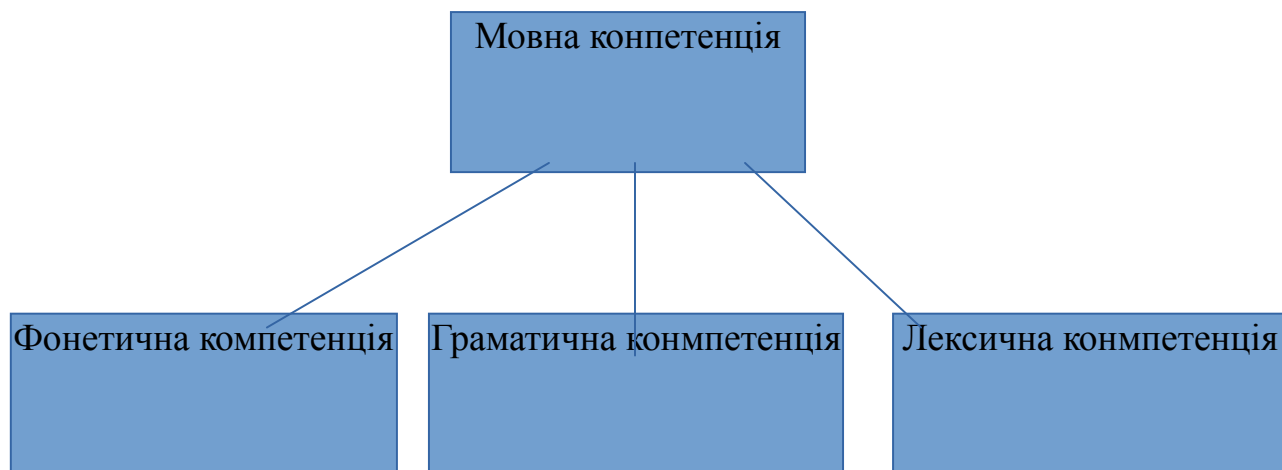 Мовна конпетенція
Фонетична компетенція
Граматична конмпетенція
Лексична конмпетенція